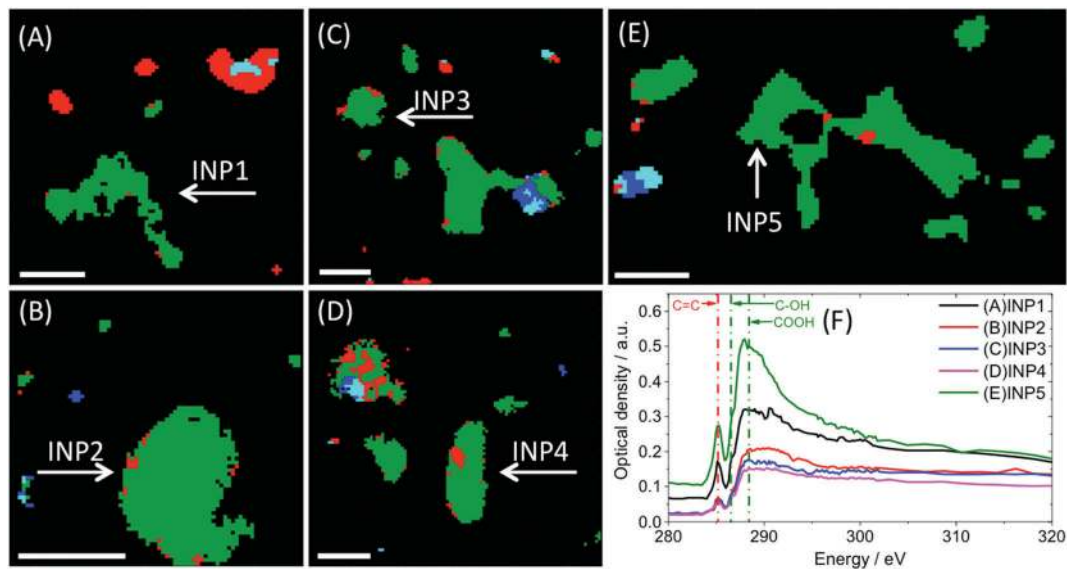 (A)
INP1
(B)
INP2
(C)
INP3
(D)
INP4
(E)
INP5
(F)
C=C
C-OH
COOH
(A)INP1
(B)INP2
(C)INP3
(D)INP4
(E)INP5
Optical density / a.u.
0.6
0.5
0.4
0.3
0.2
0.1
0.0
280 290 300 310 320
Energy / eV